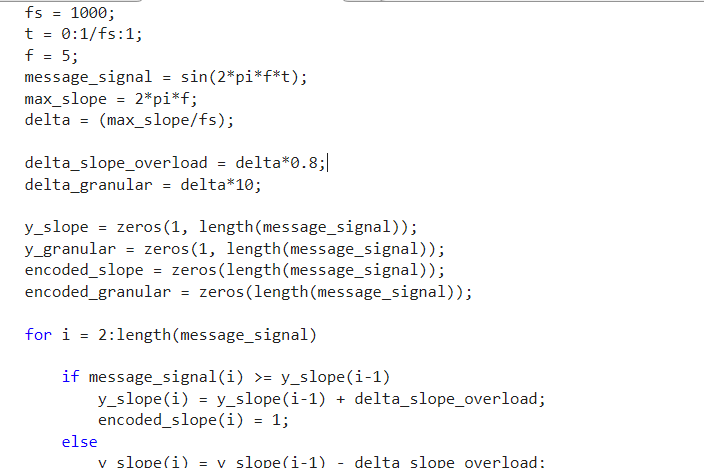 fs = 1000;
t = 0:1/fs:1;
f = 5;
message_signal = sin(2*pi*f*t);
max_slope = 2*pi*f;
delta = (max_slope/fs);
delta_slope_overload = delta*0.8;
delta_granular = delta*10;
y_slope = zeros(1, length(message_signal));
y_granular = zeros(1, length(message_signal));
encoded_slope = zeros(length(message_signal));
encoded_granular = zeros(length(message_signal));
for i = 2:length(message_signal)
if message_signal(i) >= y_slope(i-1)
y_slope(i) = y_slope(i-1) + delta_slope_overload;
encoded_slope(i) = 1;
else
y_slope(i) = y_slope(i-1) - delta_slope_overload;